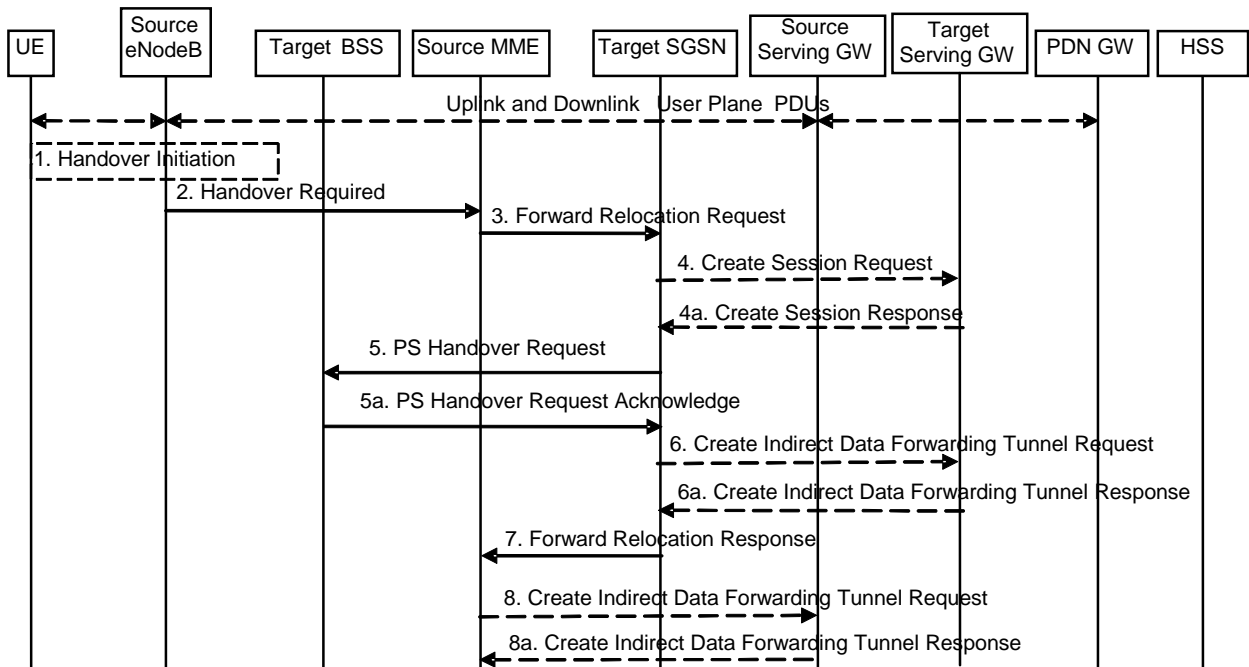 UE
Source
eNodeB
Target BSS
Source MME
Target SGSN
Source
Serving GW
Target
Serving GW
PDN GW
HSS
Uplink and Downlink User Plane PDUs
1. Handover Initiation
2. Handover Required
3. Forward Relocation Request
4. Create Session Request
4a. Create Session Response
5. PS Handover Request
5a. PS Handover Request Acknowledge
6. Create Indirect Data Forwarding Tunnel Request
6a. Create Indirect Data Forwarding Tunnel Response
7. Forward Relocation Response
8. Create Indirect Data Forwarding Tunnel Request
8a. Create Indirect Data Forwarding Tunnel Response